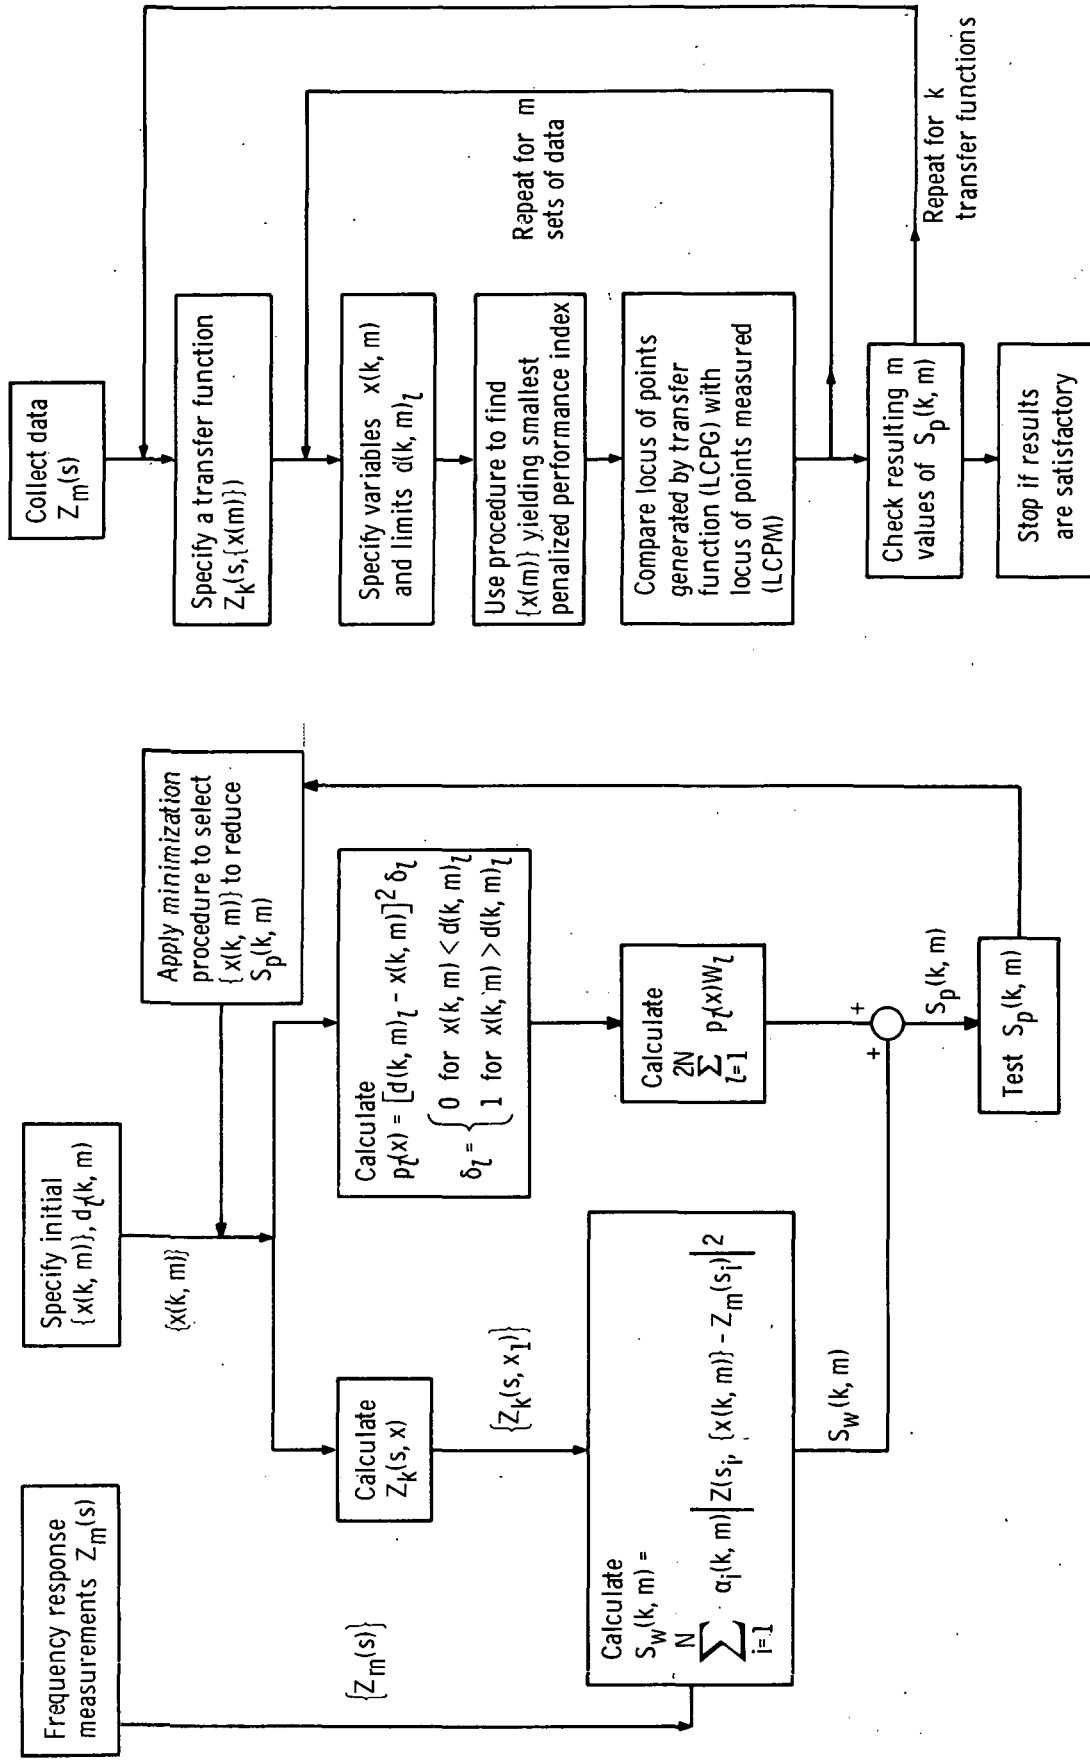 Frequency response
measurements Z_m(s)
{Z_m(s)}
Specify initial
{x(k, m)}, d_l(k, m)
{x(k, m)}
Apply minimization
procedure to select
{x(k, m)} to reduce
S_p(k, m)
Calculate
Z_k(s, x)
{Z_k(s, x_1)}
Calculate
p_l(x) = [d(k, m)_l - x(k, m)]^2 δ_l
δ_l = { 0 for x(k, m) < d(k, m)_l
1 for x(k, m) > d(k, m)_l
Calculate
S_w(k, m) =
N
∑ α_i(k, m)|Z(s_i, {x(k, m)} - Z_m(s_i)|^2
i=1
Calculate
2N
Σ p_l(x)W_l
l=1
S_w(k, m)
+
+
S_p(k, m)
Test S_p(k, m)
Collect data
Z_m(s)
Specify a transfer function
Z_k(s,{x(m)})
Specify variables x(k, m)
and limits d(k, m)_l
Use procedure to find
{x(m)} yielding smallest
penalized performance index
Rapeat for m
sets of data
Compare locus of points
generated by transfer
function (LCPG) with
locus of points measured
(LCPM)
Check resulting m
values of S_p(k, m)
Repeat for k
transfer functions
Stop if results
are satisfactory